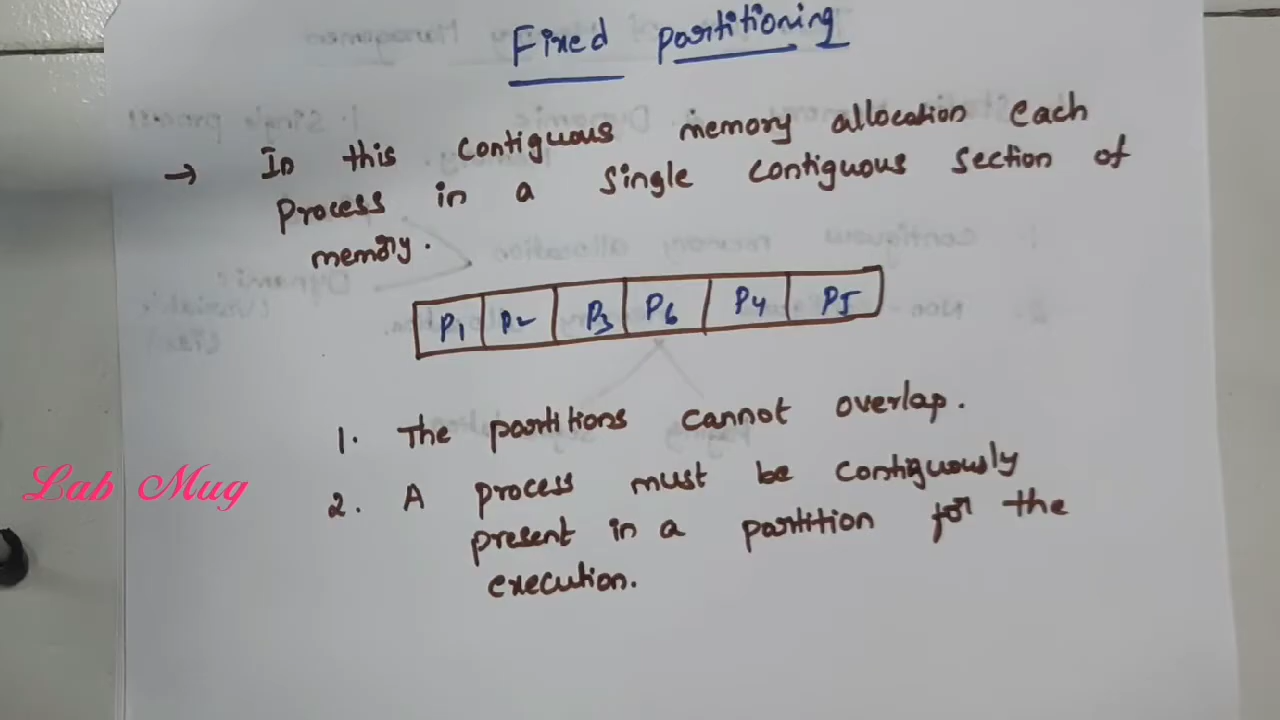 Fixed partitioning
→ In this contiguous memory allocation each
Process in a single contiguous section of
memory.
P1 P2 P3 P6 P4 P5
1. The partitions cannot overlap.
Lab Mug
2. A process must be contiguously
present in a partition for the
execution.